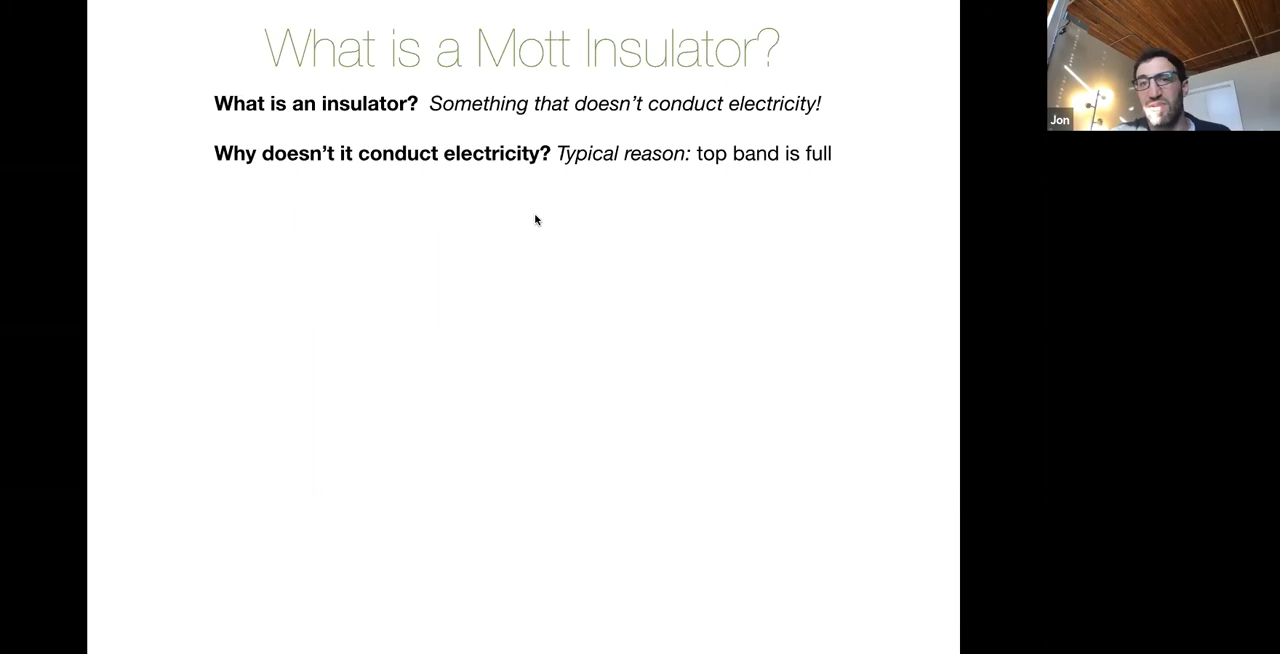 What is a Mott Insulator?
What is an insulator? Something that doesn't conduct electricity!
Why doesn't it conduct electricity? Typical reason: top band is full
Jon